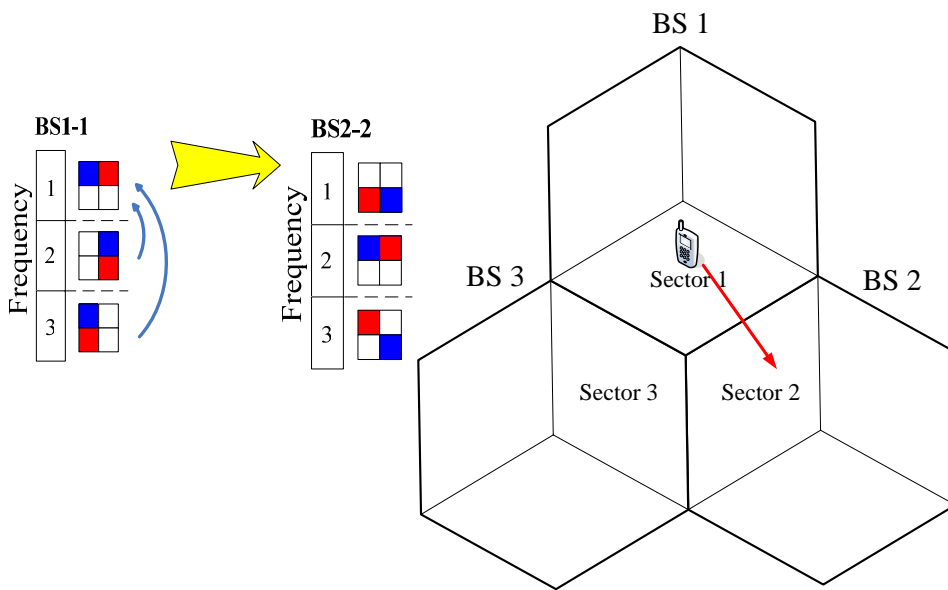 BS1-1
Frequency
1
2
3
BS2-2
Frequency
1
2
3
BS 1
BS 3
BS 2
Sector 1
Sector 3
Sector 2